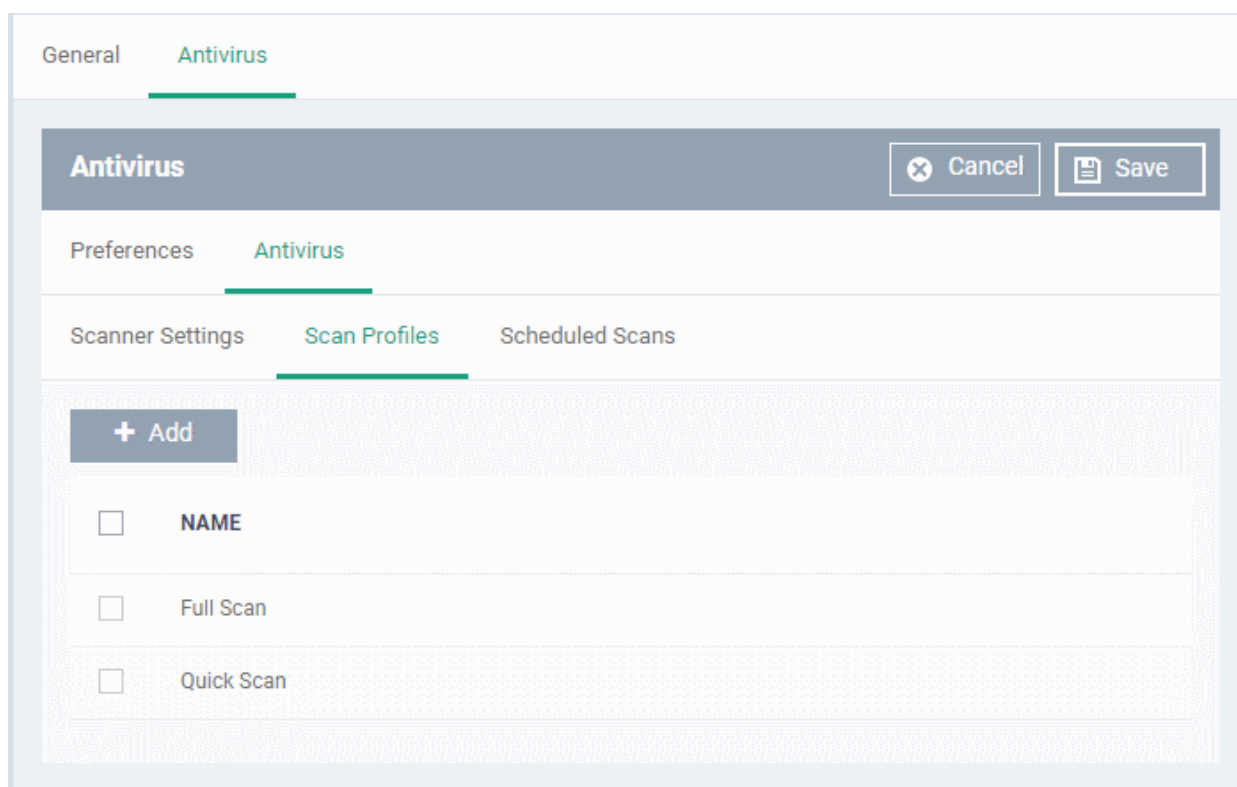 General Antivirus
Antivirus Cancel Save
Preferences Antivirus
Scanner Settings Scan Profiles Scheduled Scans
+ Add
NAME
Full Scan
Quick Scan